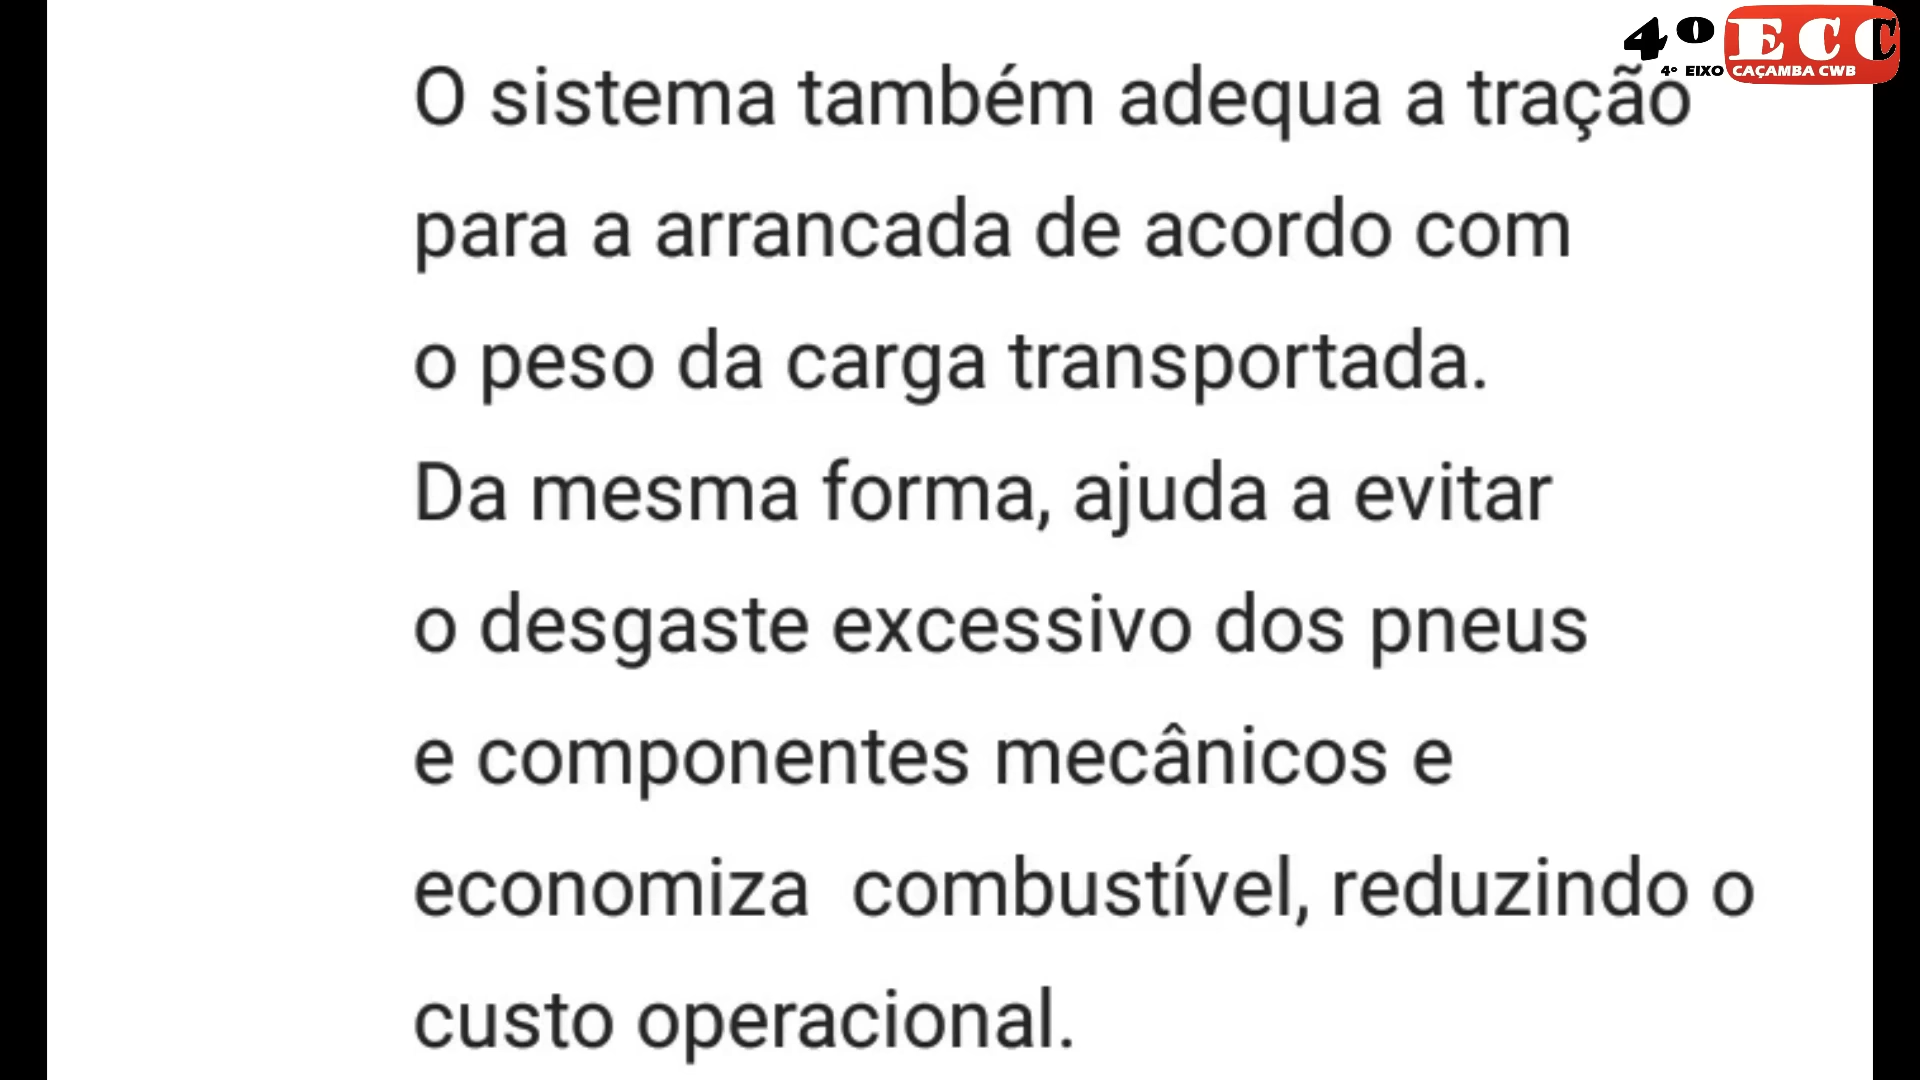 4º ECC
4º EIXO CAÇAMBA CWB
O sistema também adequa a tração
para a arrancada de acordo com
o peso da carga transportada.
Da mesma forma, ajuda a evitar
o desgaste excessivo dos pneus
e componentes mecânicos e
economiza  combustível, reduzindo o
custo operacional.